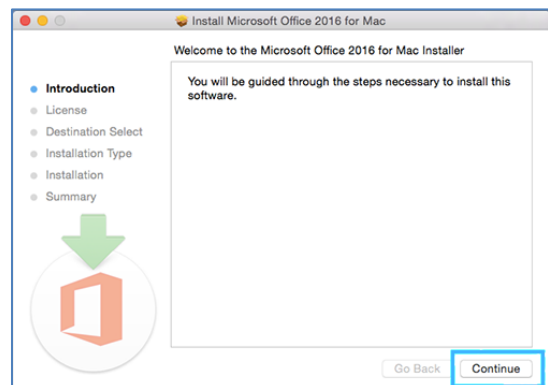 Install Microsoft Office 2016 for Mac
Welcome to the Microsoft Office 2016 for Mac Installer
Introduction
License
Destination Select
Installation Type
Installation
Summary
You will be guided through the steps necessary to install this
software.
Go Back
Continue